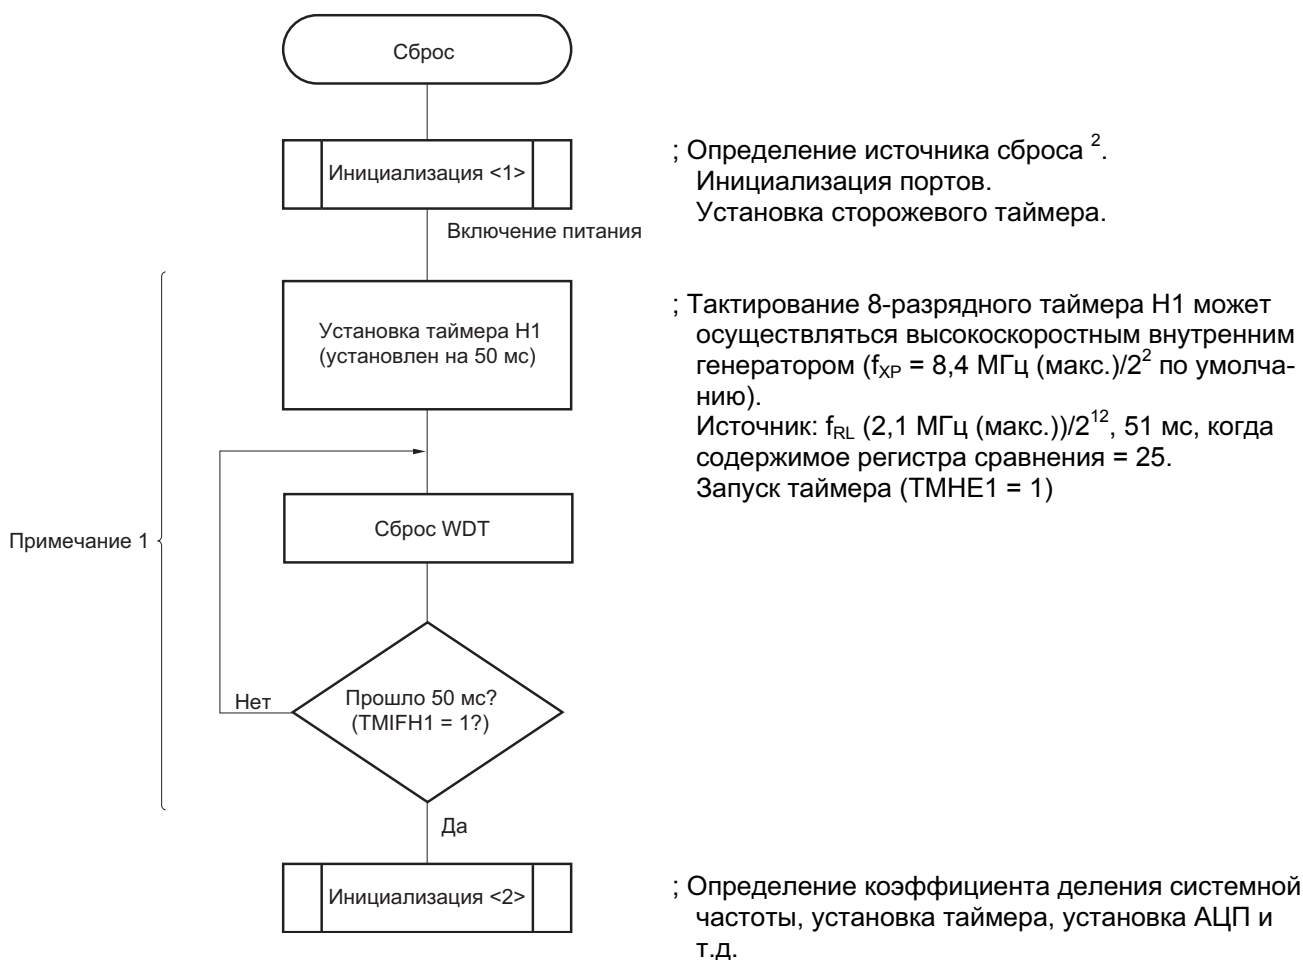 Сброс
Инициализация <1>
; Определение источника сброса ².
Инициализация портов.
Установка сторожевого таймера.
Включение питания
Установка таймера H1
(установлен на 50 мс)
; Тактирование 8-разрядного таймера H1 может
осуществляться высокоскоростным внутренним
генератором (fXP = 8,4 МГц (макс.)/2² по умолча-
нию).
Источник: fRL (2,1 МГц (макс.))/2¹², 51 мс, когда
содержимое регистра сравнения = 25.
Запуск таймера (TMHE1 = 1)
Примечание 1
Сброс WDT
Прошло 50 мс?
(TMIFH1 = 1?)
Нет
Да
Инициализация <2>
; Определение коэффициента деления системной
частоты, установка таймера, установка АЦП и
т.д.